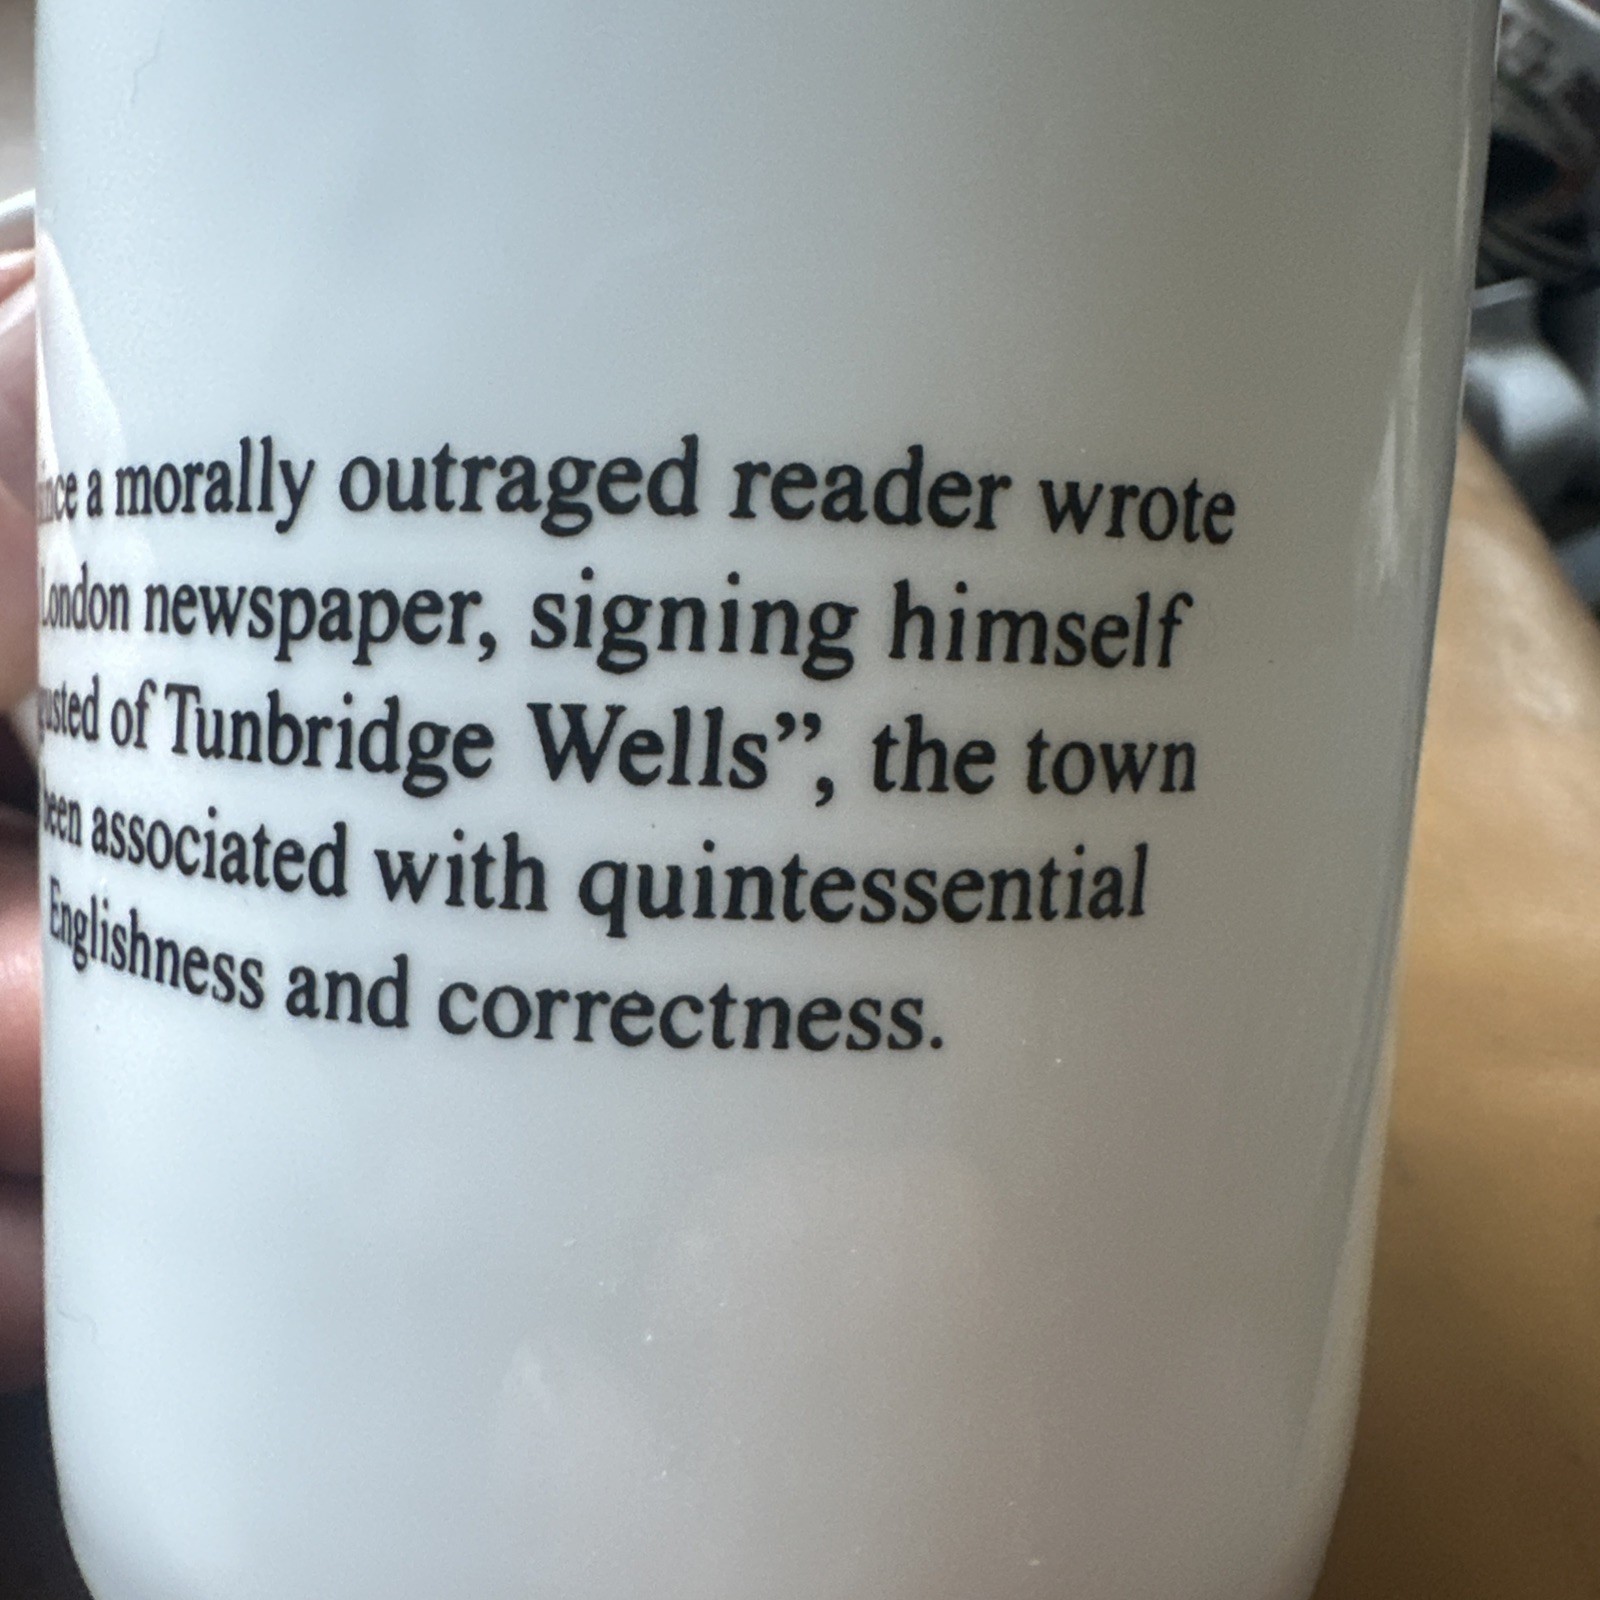 a morally outraged reader wrote
London newspaper, signing himself
of Tunbridge Wells”, the town
been associated with quintessential
Englishness and correctness.